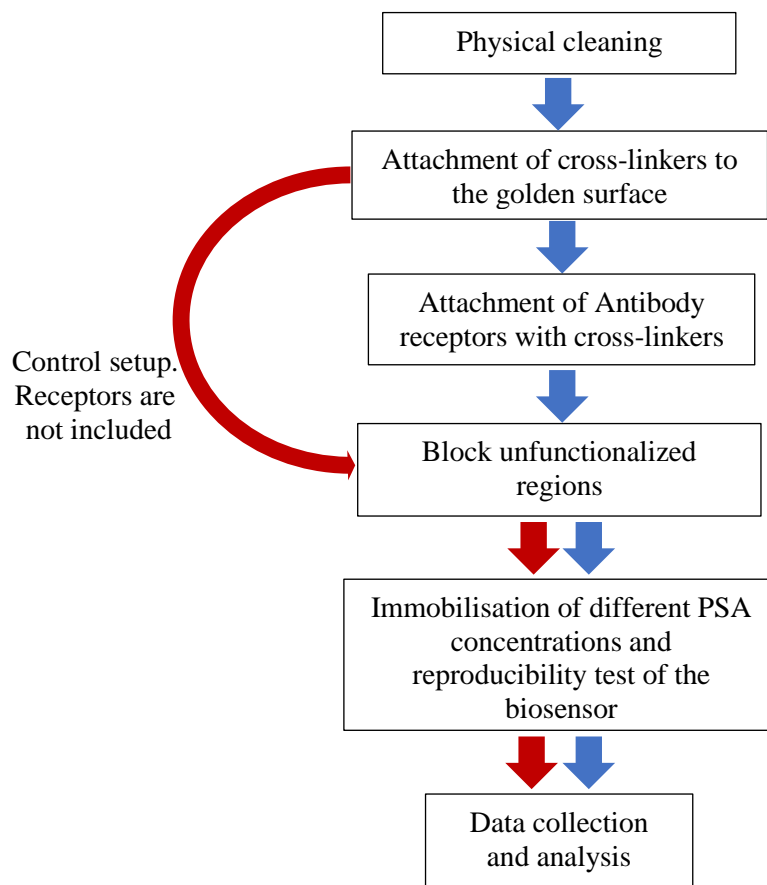 Physical cleaning
Attachment of cross-linkers to
the golden surface
Attachment of Antibody
receptors with cross-linkers
Control setup.
Receptors are
not included
Block unfunctionalized
regions
Immobilisation of different PSA
concentrations and
reproducibility test of the
biosensor
Data collection
and analysis